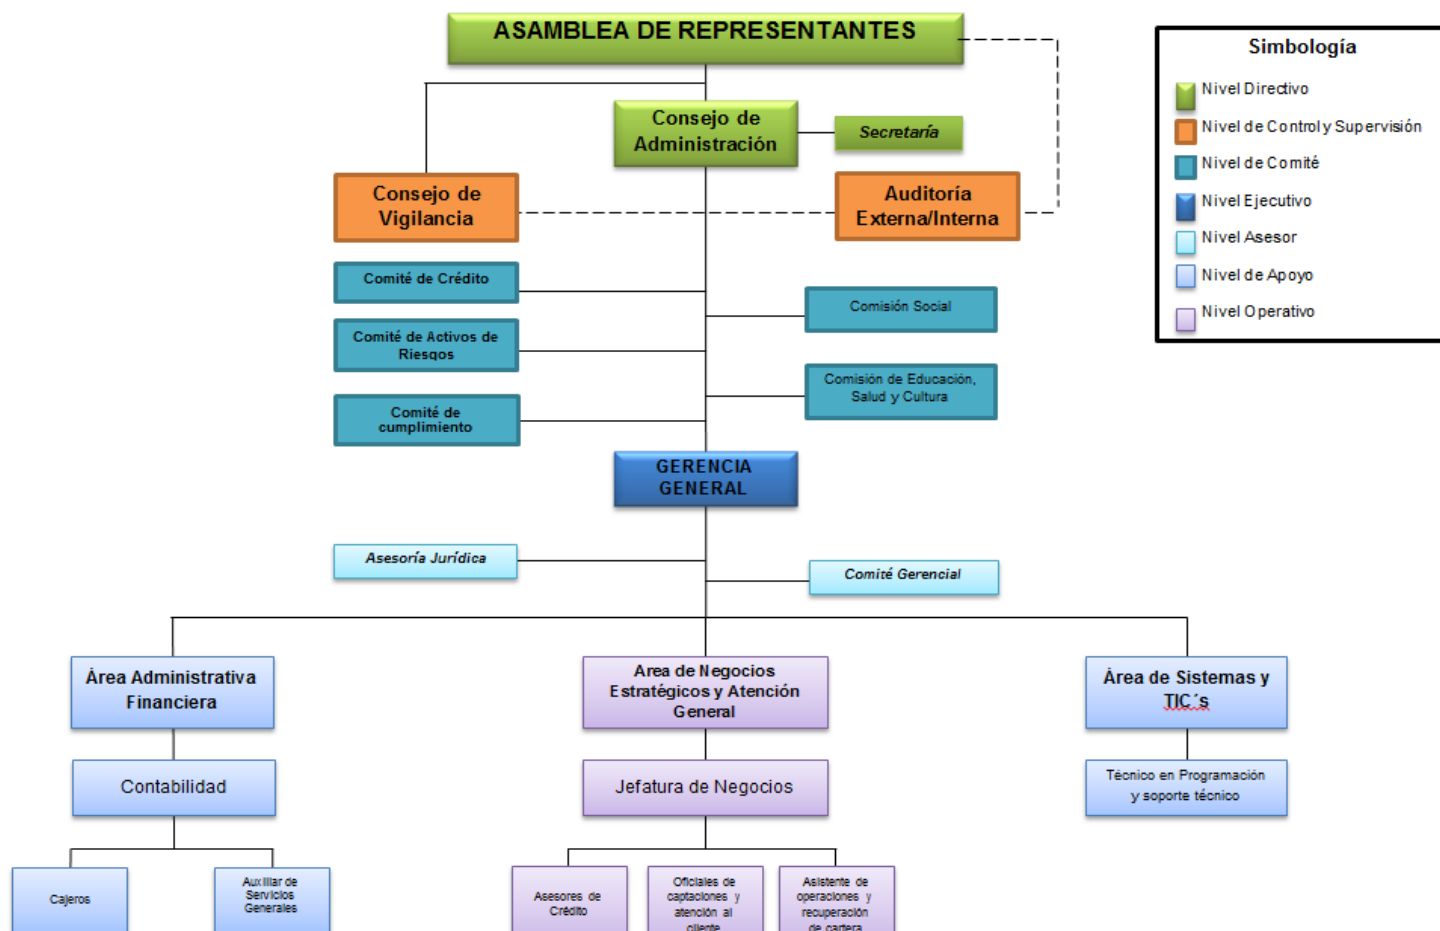 ASAMBLEA DE REPRESENTANTES
Simbología
Nivel Directivo
Nivel de Control y Supervisión
Nivel de Comité
Nivel Ejecutivo
Nivel Asesor
Nivel de Apoyo
Nivel Operativo
Consejo de
Administración
Secretaría
Consejo de
Vigilancia
Auditoría
Externa/Interna
Comité de Crédito
Comisión Social
Comité de Activos de
Riesgos
Comisión de Educación,
Salud y Cultura
Comité de
cumplimiento
GERENCIA
GENERAL
Asesoría Jurídica
Comité Gerencial
Área Administrativa
Financiera
Area de Negocios
Estratégicos y Atención
General
Área de Sistemas y
TIC´s
Contabilidad
Jefatura de Negocios
Técnico en Programación
y soporte técnico
Cajeros
Auxiliar de
Servicios
Generales
Asesores de
Crédito
Oficiales de
captaciones y
atención al
cliente
Asistente de
operaciones y
recuperación
de cartera